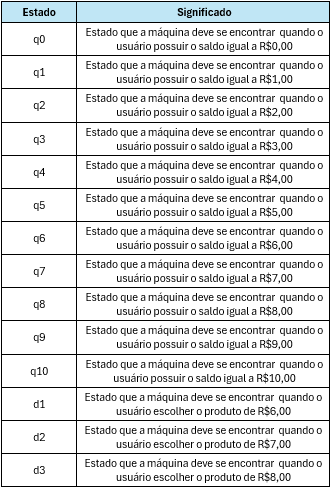 Estado Significado
q0 Estado que a máquina deve se encontrar quando o
usuário possuir o saldo igual a R$0,00
q1 Estado que a máquina deve se encontrar quando o
usuário possuir o saldo igual a R$1,00
q2 Estado que a máquina deve se encontrar quando o
usuário possuir o saldo igual a R$2,00
q3 Estado que a máquina deve se encontrar quando o
usuário possuir o saldo igual a R$3,00
q4 Estado que a máquina deve se encontrar quando o
usuário possuir o saldo igual a R$4,00
q5 Estado que a máquina deve se encontrar quando o
usuário possuir o saldo igual a R$5,00
q6 Estado que a máquina deve se encontrar quando o
usuário possuir o saldo igual a R$6,00
q7 Estado que a máquina deve se encontrar quando o
usuário possuir o saldo igual a R$7,00
q8 Estado que a máquina deve se encontrar quando o
usuário possuir o saldo igual a R$8,00
q9 Estado que a máquina deve se encontrar quando o
usuário possuir o saldo igual a R$9,00
q10 Estado que a máquina deve se encontrar quando o
usuário possuir o saldo igual a R$10,00
d1 Estado que a máquina deve se encontrar quando o
usuário escolher o produto de R$6,00
d2 Estado que a máquina deve se encontrar quando o
usuário escolher o produto de R$7,00
d3 Estado que a máquina deve se encontrar quando o
usuário escolher o produto de R$8,00